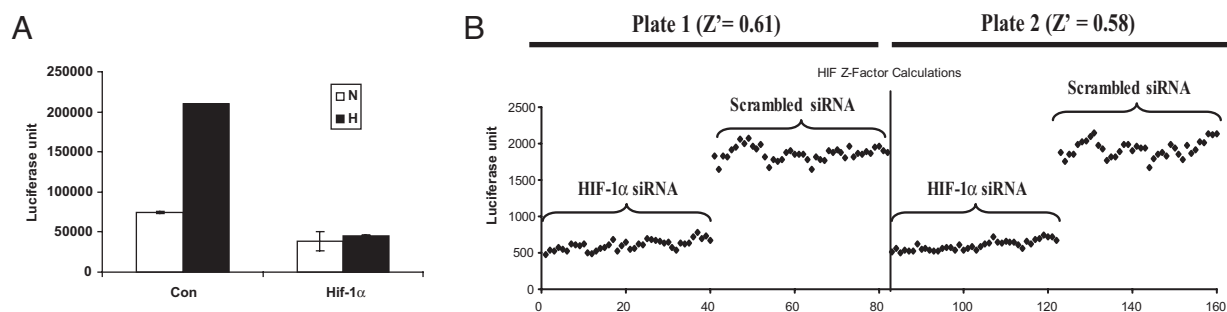 A
Luciferase unit
250000
200000
150000
100000
50000
0
N
H
Con
Hif-1α
B
Plate 1 (Z'= 0.61)
Plate 2 (Z' = 0.58)
HIF Z-Factor Calculations
Luciferase unit
2500
2000
1500
1000
500
0
Scrambled siRNA
HIF-1α siRNA
Scrambled siRNA
HIF-1α siRNA
0 20 40 60 80 100 120 140 160